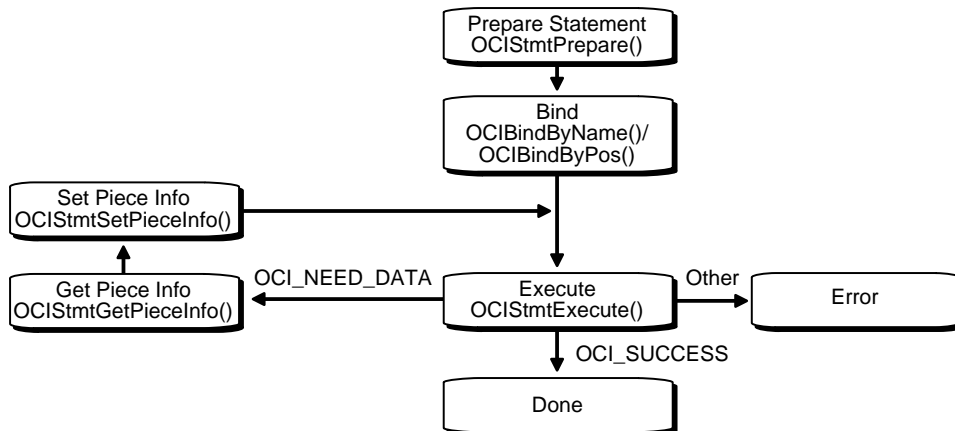 Prepare Statement
OCIStmtPrepare()
Bind
OCIBindByName()/
OCIBindByPos()
Set Piece Info
OCIStmtSetPieceInfo()
OCI_NEED_DATA
Get Piece Info
OCIStmtGetPieceInfo()
Execute
OCIStmtExecute()
Other
Error
OCI_SUCCESS
Done